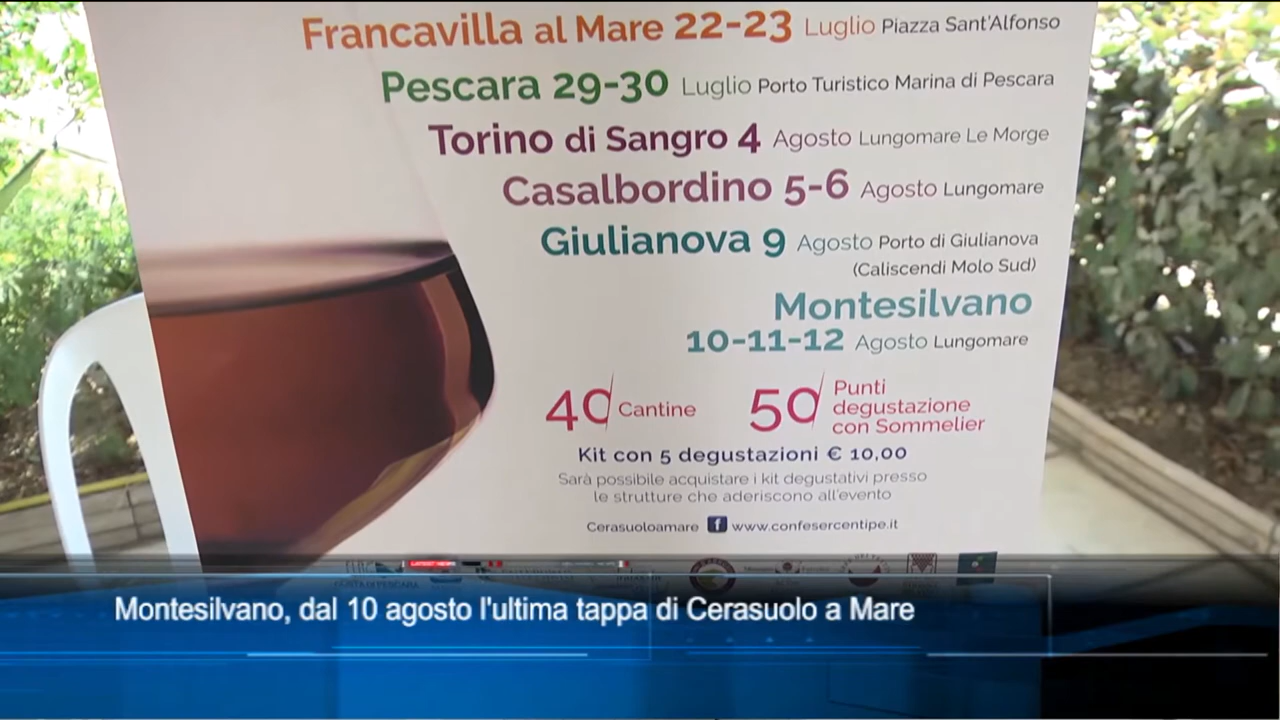 Francavilla al Mare 22-23 Luglio Piazza Sant'Alfonso
Pescara 29-30 Luglio Porto Turistico Marina di Pescara
Torino di Sangro 4 Agosto Lungomare Le Morge
Casalbordino 5-6 Agosto Lungomare
Giulianova 9 Agosto Porto di Giulianova
(Caliscendi Molo Sud)
Montesilvano
10-11-12 Agosto Lungomare
40 Cantine
50 Punti
degustazione
con Sommelier
Kit con 5 degustazioni € 10,00
Sarà possibile acquistare i kit degustativi presso
le strutture che aderiscono all'evento
Cerasuoloamare f www.confesercentipe.it
LATEST NEWS
Montesilvano, dal 10 agosto l'ultima tappa di Cerasuolo a Mare